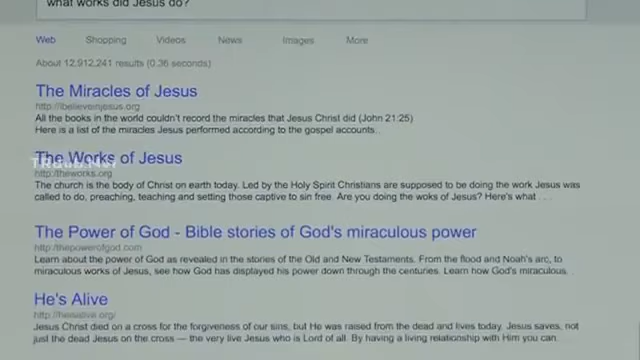 what works did Jesus do?
Web Shopping Videos News Images More
About 12,912,241 results (0.36 seconds)
The Miracles of Jesus
http://ibelieveinjesus.org
All the books in the world couldn't record the miracles that Jesus Christ did (John 21:25)
Here is a list of the miracles Jesus performed according to the gospel accounts.
The Works of Jesus
http://theworks.org
The church is the body of Christ on earth today. Led by the Holy Spirit Christians are supposed to be doing the work Jesus was
called to do, preaching, teaching and setting those captive to sin free. Are you doing the woks of Jesus? Here's what . . .
The Power of God - Bible stories of God's miraculous power
http://thepowerofgod.com
Learn about the power of God as revealed in the stories of the Old and New Testaments. From the flood and Noah's arc, to
miraculous works of Jesus, see how God has displayed his power down through the centuries. Learn how God's miraculous.
He's Alive
http://hesalive.org/
Jesus Christ died on a cross for the forgiveness of our sins, but He was raised from the dead and lives today. Jesus saves, not
just the dead Jesus on the cross — the very live Jesus who is Lord of all. By having a living relationship with Him you can.